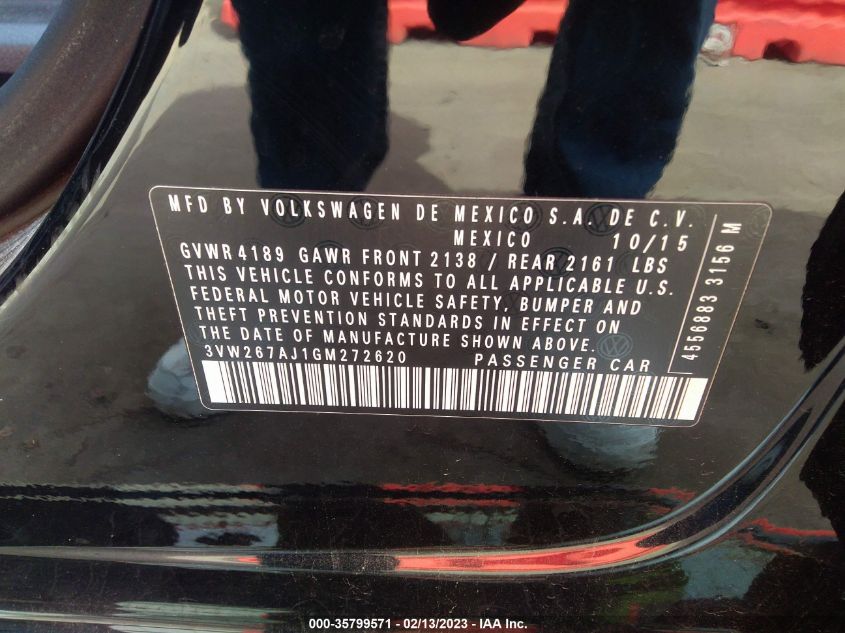 MFD BY VOLKSWAGEN DE MEXICO S.A. DE C.V.
MEXICO 10/15
GVWR 4189 GAWR FRONT 2138 / REAR 2161 LBS
THIS VEHICLE CONFORMS TO ALL APPLICABLE U.S.
FEDERAL MOTOR VEHICLE SAFETY, BUMPER AND
THEFT PREVENTION STANDARDS IN EFFECT ON
THE DATE OF MANUFACTURE SHOWN ABOVE.
3VW267AJ1GM272620 PASSENGER CAR
4556883 3156 M
000-35799571 - 02/13/2023 - IAA Inc.